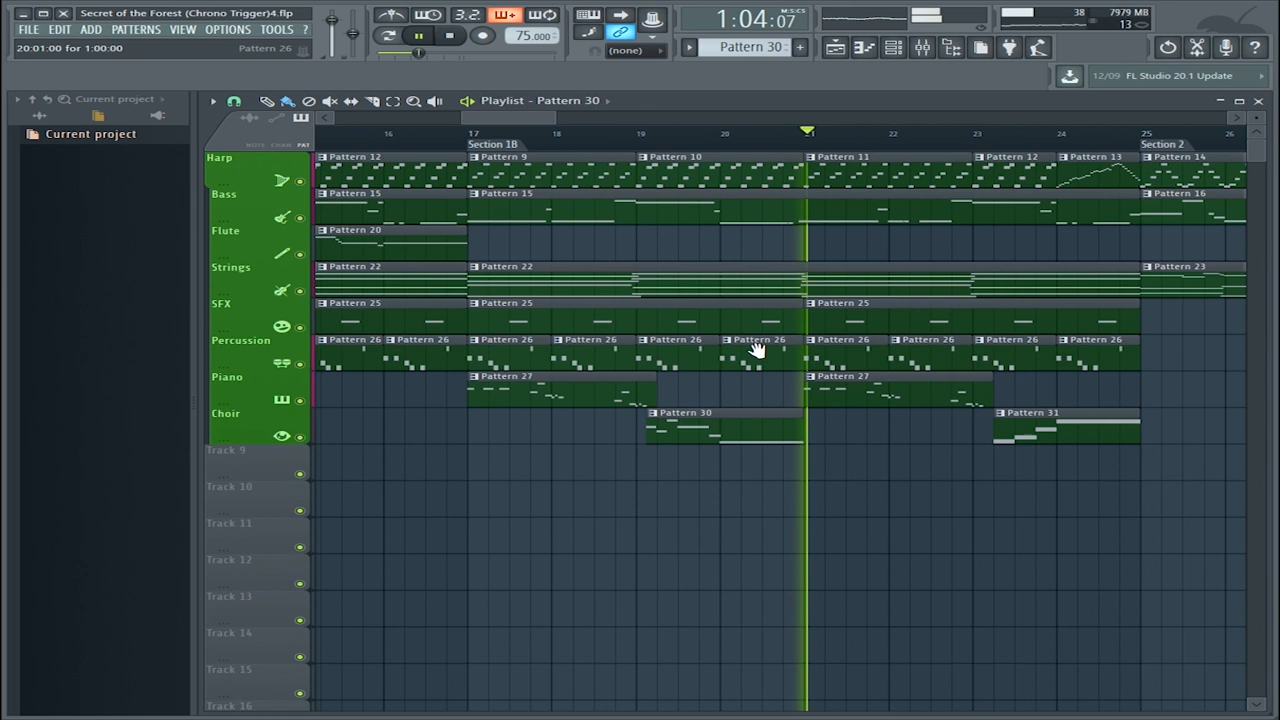 Secret of the Forest (Chrono Trigger)4.flp
FILE EDIT ADD PATTERNS VIEW OPTIONS TOOLS ?
20:01:00 for 1:00:00 Pattern 26
3.2.
75.000
(none)
1:04:07
M:S:CS
Pattern 30
38 7979 MB
13
12/09 FL Studio 20.1 Update
Current project
Current project
Playlist - Pattern 30
NOTE CHAN PAT
16 17 18 19 20 21 22 23 24 25 26
Section 1B Section 2
Harp Pattern 12 Pattern 9 Pattern 10 Pattern 11 Pattern 12 Pattern 13 Pattern 14
Bass Pattern 15 Pattern 15 Pattern 16
Flute Pattern 20
Strings Pattern 22 Pattern 22 Pattern 23
SFX Pattern 25 Pattern 25 Pattern 25
Percussion Pattern 26 Pattern 26 Pattern 26 Pattern 26 Pattern 26 Pattern 26 Pattern 26 Pattern 26 Pattern 26 Pattern 26
Piano Pattern 27 Pattern 27
Choir Pattern 30 Pattern 31
Track 9
Track 10
Track 11
Track 12
Track 13
Track 14
Track 15
Track 16